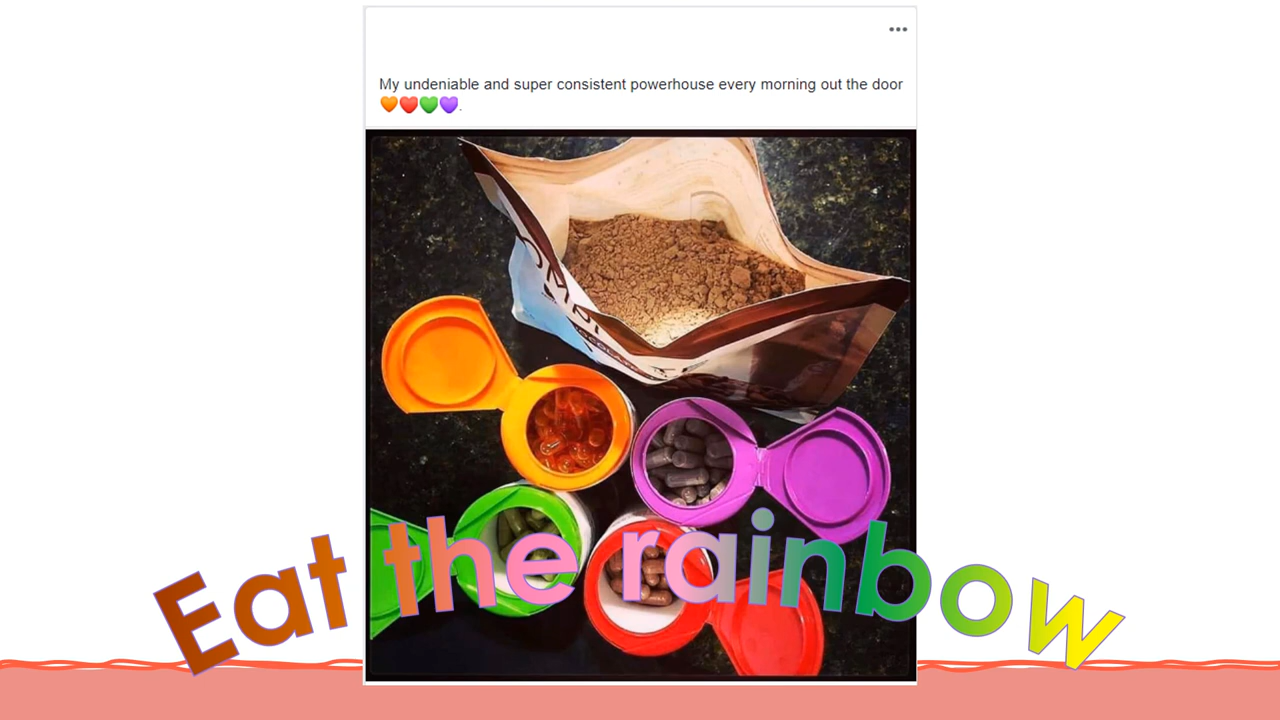 My undeniable and super consistent powerhouse every morning out the door
🧡❤️💚💜.
Eat the rainbow